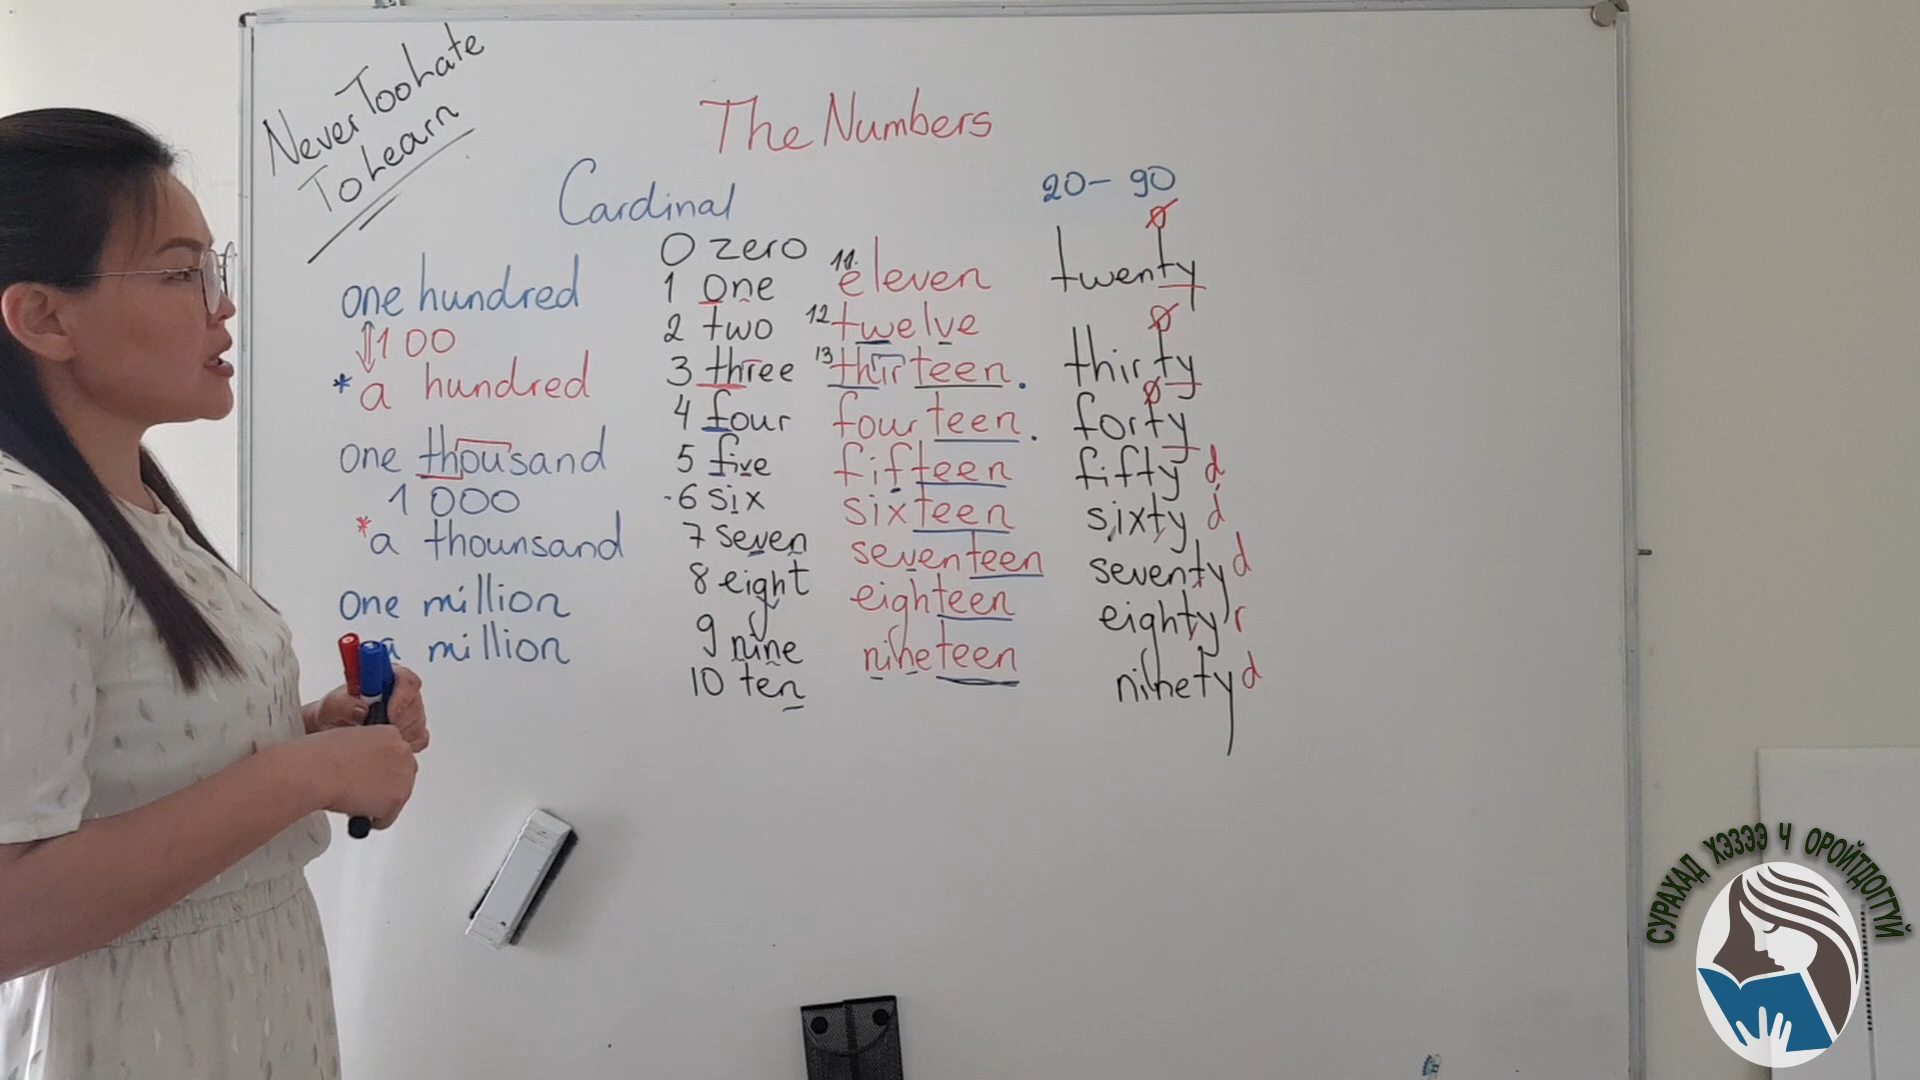 Never Too Late
To Learn
The Numbers
Cardinal
one hundred
100
* a hundred
one thousand
1 000
* a thounsand
one million
a million
0 zero
1 one
2 two
3 three
4 four
5 five
6 six
7 seven
8 eight
9 nine
10 ten
11. eleven
12 twelve
13 thirteen.
fourteen.
fifteen
sixteen
seventeen
eighteen
nineteen
20 - 90
twenty
thirty
forty
fifty d
sixty d
seventy d
eighty r
ninety d
СУРАХАД ХЭЗЭЭ Ч ОРОЙТДОГГҮЙ